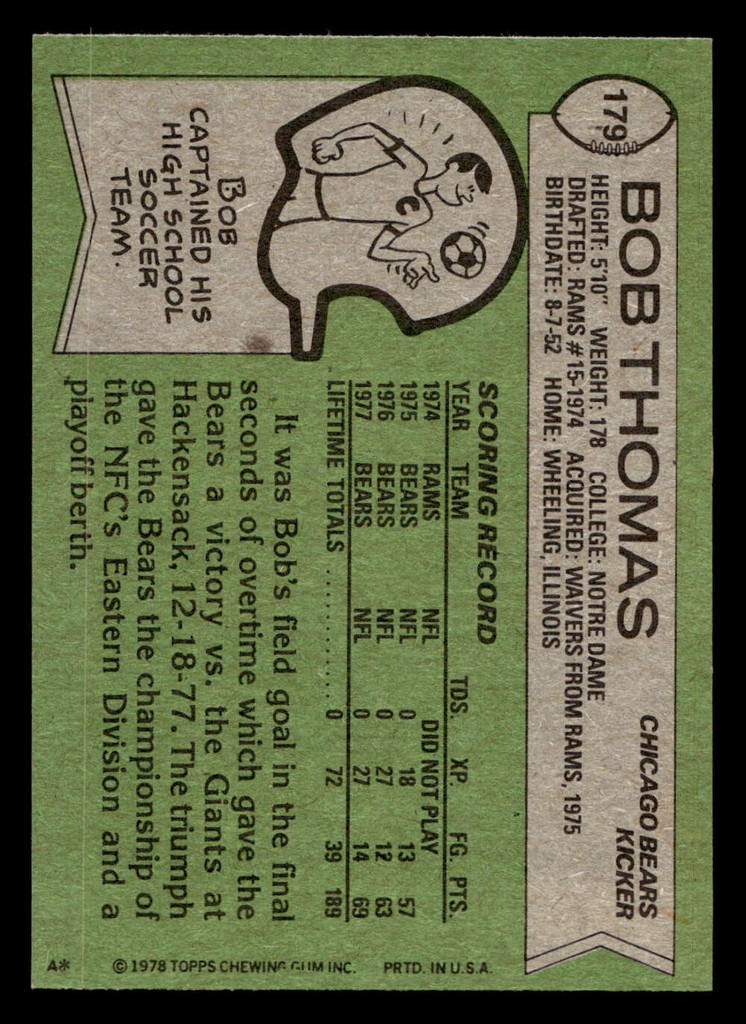 179
BOB THOMAS
CHICAGO BEARS
KICKER
HEIGHT: 5'10" WEIGHT: 178 COLLEGE: NOTRE DAME
DRAFTED: RAMS #15-1974 ACQUIRED: WAIVERS FROM RAMS, 1975
BIRTHDATE: 8-7-52 HOME: WHEELING, ILLINOIS
BOB
CAPTAINED HIS
HIGH SCHOOL
SOCCER
TEAM.
C
SCORING RECORD
YEAR TEAM TDS. XP. FG. PTS.
1974 RAMS NFL DID NOT PLAY
1975 BEARS NFL 0 18 13 57
1976 BEARS NFL 0 27 12 63
1977 BEARS NFL 0 27 14 69
LIFETIME TOTALS .............. 0 72 39 189
It was Bob's field goal in the final
seconds of overtime which gave the
Bears a victory vs. the Giants at
Hackensack, 12-18-77. The triumph
gave the Bears the championship of
the NFC's Eastern Division and a
playoff berth.
A* © 1978 TOPPS CHEWING GUM INC. PRTD. IN U.S.A.